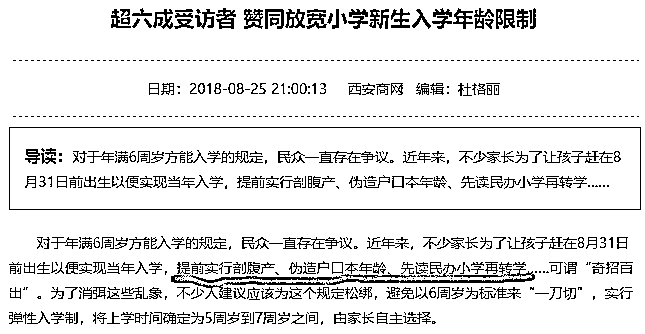 超六成受访者 赞同放宽小学新生入学年龄限制
日期：2018-08-25 21:00:13 西安商网 编辑：杜格丽
导读：对于年满6周岁方能入学的规定，民众一直存在争议。近年来，不少家长为了让孩子赶在8
月31日前出生以便实现当年入学，提前实行剖腹产、伪造户口本年龄、先读民办小学再转学......
对于年满6周岁方能入学的规定，民众一直存在争议。近年来，不少家长为了让孩子赶在8月31日
前出生以便实现当年入学，提前实行剖腹产、伪造户口本年龄、先读民办小学再转学......可谓“奇招百
出”。为了消弭这些乱象，不少人建议应该为这个规定松绑，避免以6周岁为标准来“一刀切”，实行
弹性入学制，将上学时间确定为5周岁到7周岁之间，由家长自主选择。